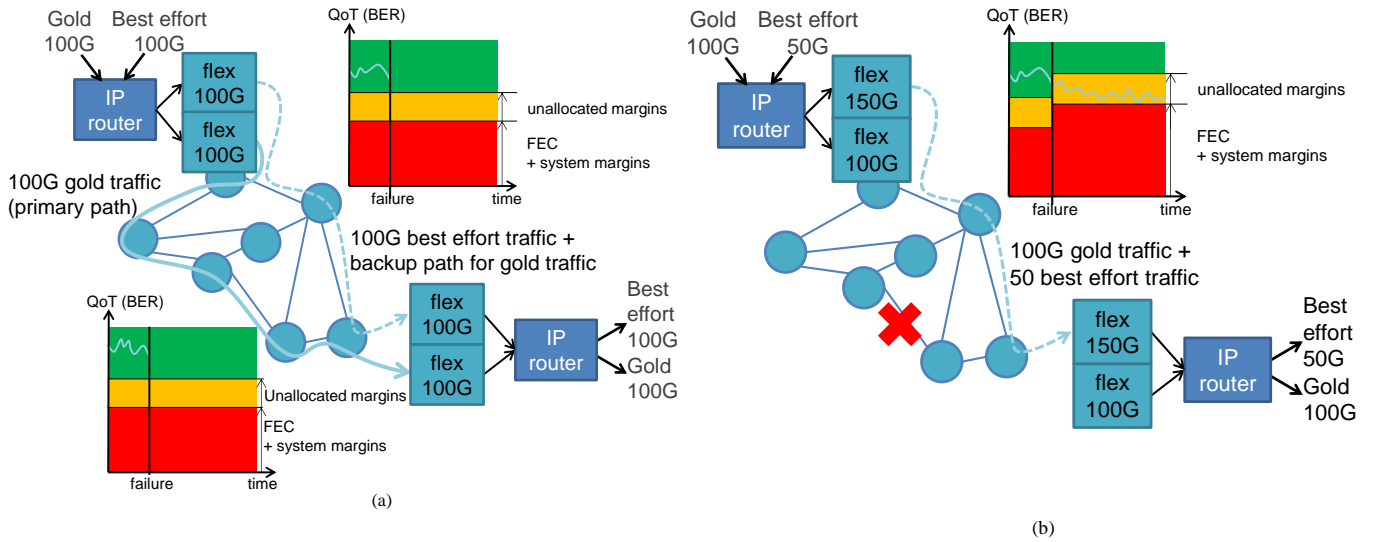 Gold
100G
Best effort
100G
IP
router
flex
100G
flex
100G
QoT (BER)
unallocated margins
FEC
+ system margins
failure
time
100G gold traffic
(primary path)
100G best effort traffic +
backup path for gold traffic
QoT (BER)
Unallocated margins
FEC
+ system margins
failure
time
flex
100G
flex
100G
IP
router
Best
effort
100G
Gold
100G
(a)
Gold
100G
Best effort
50G
IP
router
flex
150G
flex
100G
QoT (BER)
unallocated margins
FEC
+ system margins
failure
time
100G gold traffic +
50 best effort traffic
flex
150G
flex
100G
IP
router
Best
effort
50G
Gold
100G
(b)